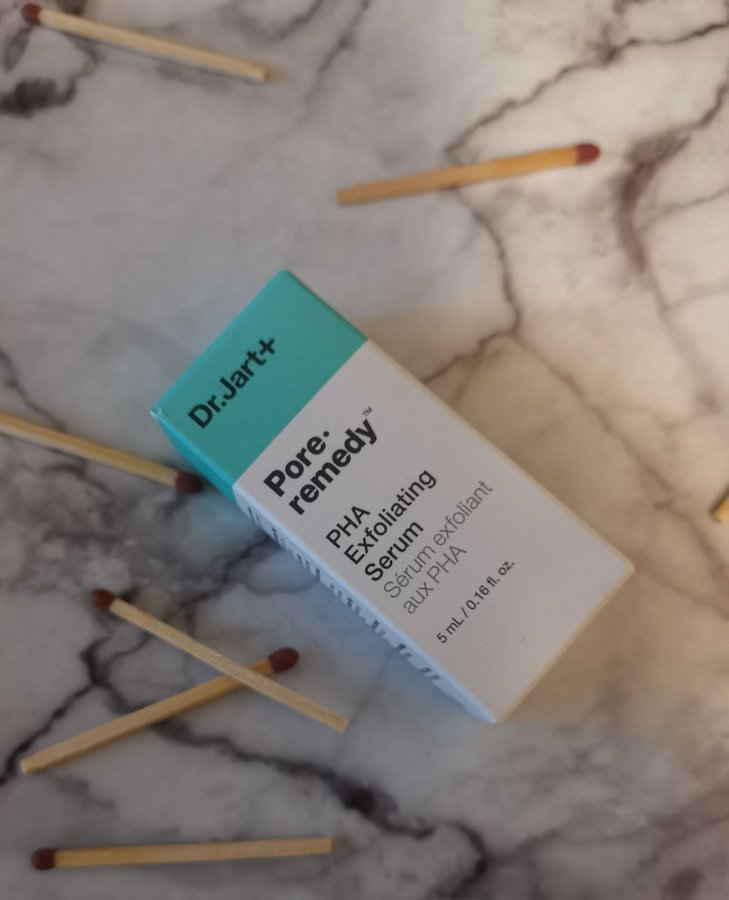 Dr.Jart+
Pore·
remedy™
PHA
Exfoliating
Serum
Sérum exfoliant
aux PHA
5 mL / 0.16 fl. oz.